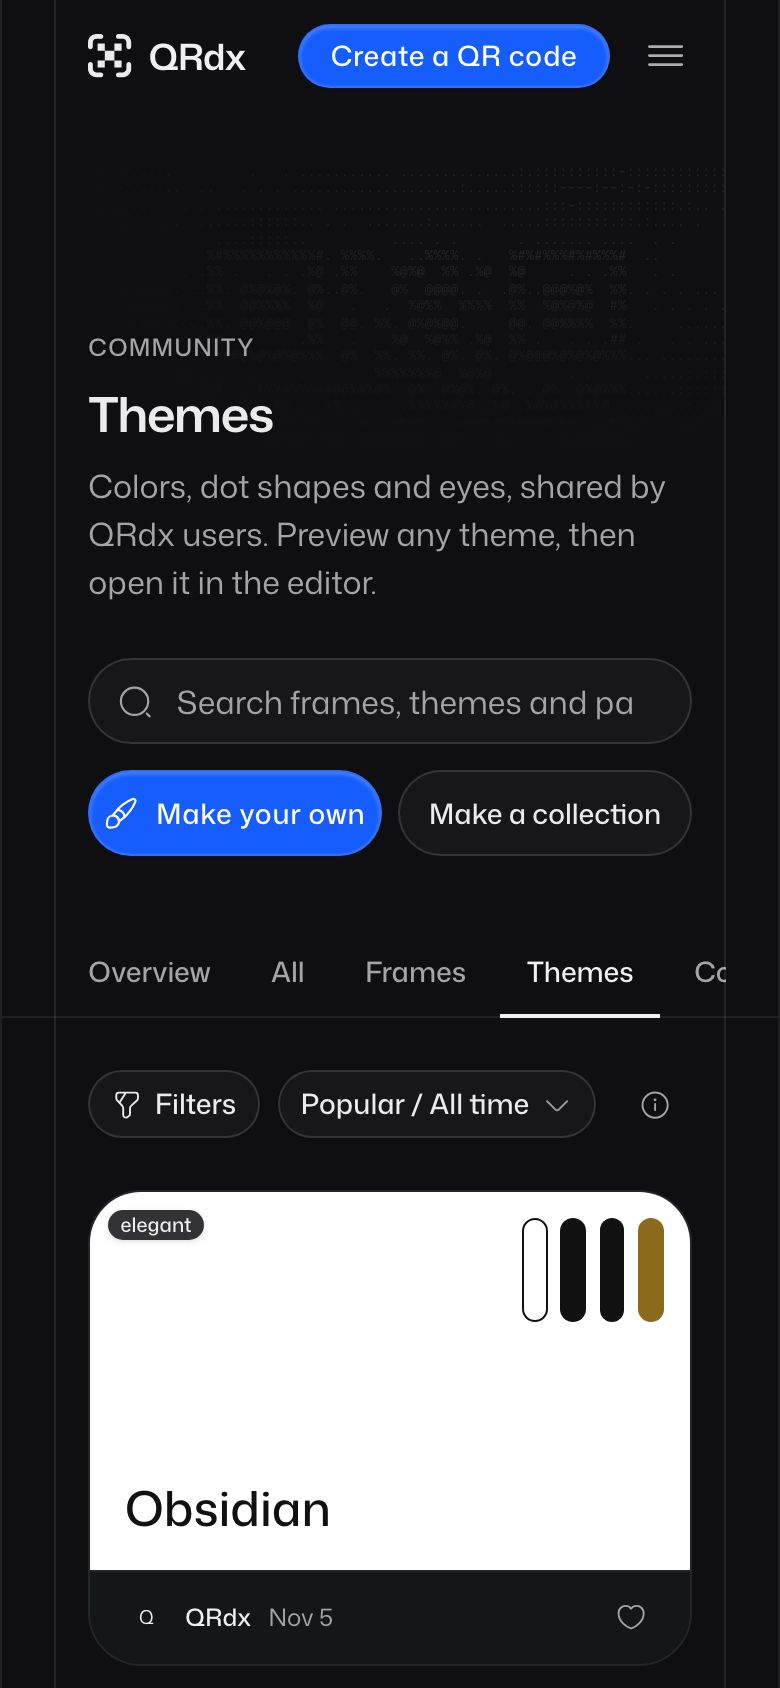 QRdx
Create a QR code
COMMUNITY
Themes
Colors, dot shapes and eyes, shared by
QRdx users. Preview any theme, then
open it in the editor.
Search frames, themes and pa
Make your own
Make a collection
Overview All Frames Themes Co
Filters
Popular / All time
elegant
Obsidian
Q QRdx Nov 5